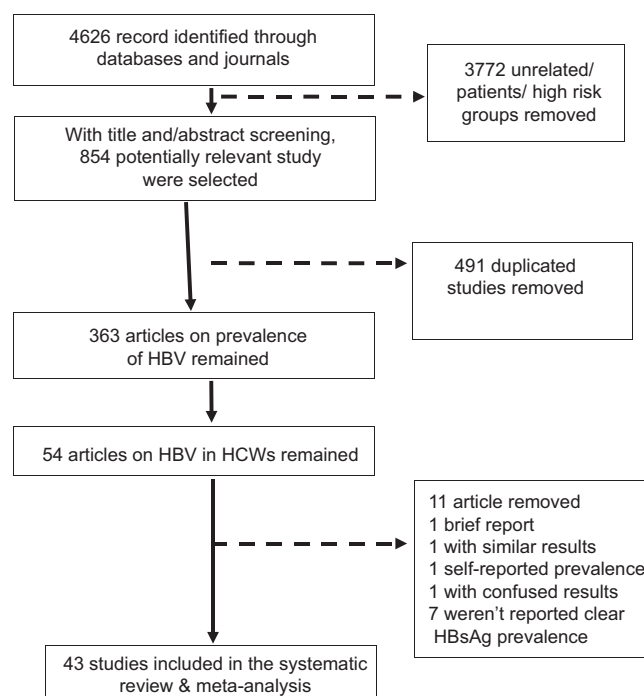 4626 record identified through
databases and journals
3772 unrelated/
patients/ high risk
groups removed
With title and/abstract screening,
854 potentially relevant study
were selected
491 duplicated
studies removed
363 articles on prevalence
of HBV remained
54 articles on HBV in HCWs remained
11 article removed
1 brief report
1 with similar results
1 self-reported prevalence
1 with confused results
7 weren't reported clear
HBsAg prevalence
43 studies included in the systematic
review & meta-analysis